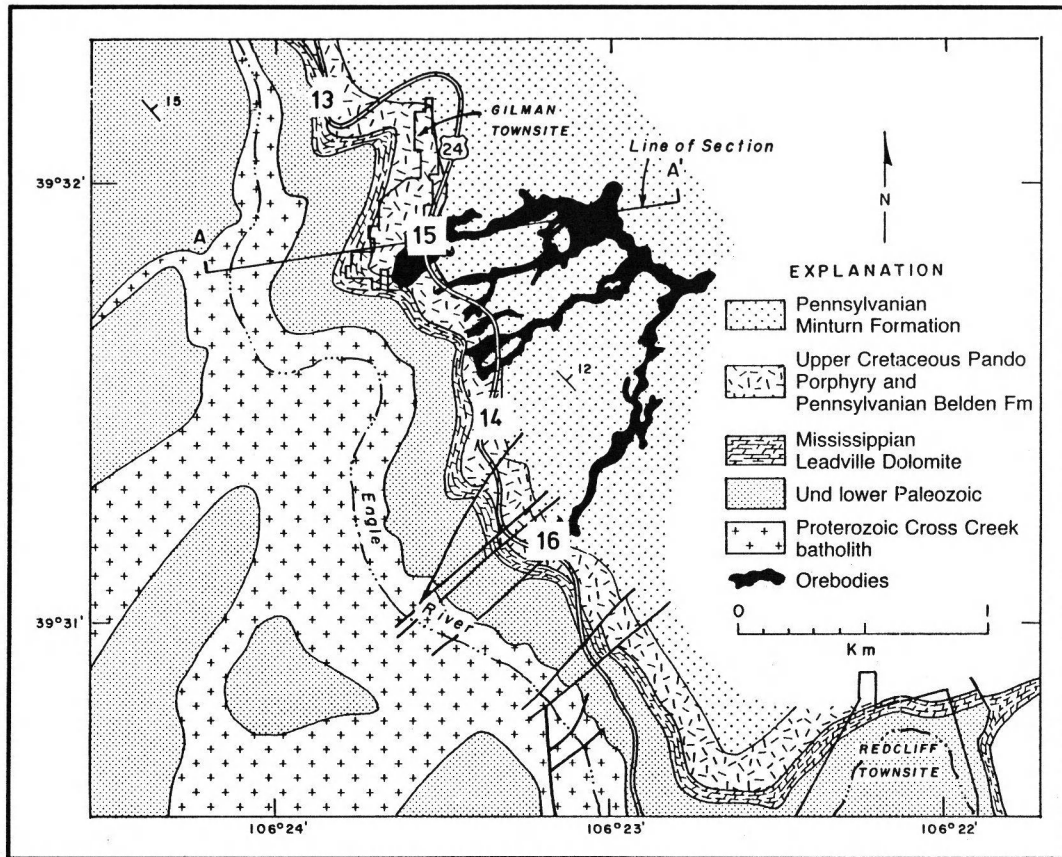 13
15
GILMAN
TOWNSITE
24
Line of Section
A'
39°32'
N
A
15
EXPLANATION
Pennsylvanian
Minturn Formation
Upper Cretaceous Pando
Porphyry and
Pennsylvanian Belden Fm
Mississippian
Leadville Dolomite
Und lower Paleozoic
Proterozoic Cross Creek
batholith
Orebodies
0 1
Km
12
14
Eagle
River
16
39°31'
REDCLIFF
TOWNSITE
106°24'
106°23'
106°22'